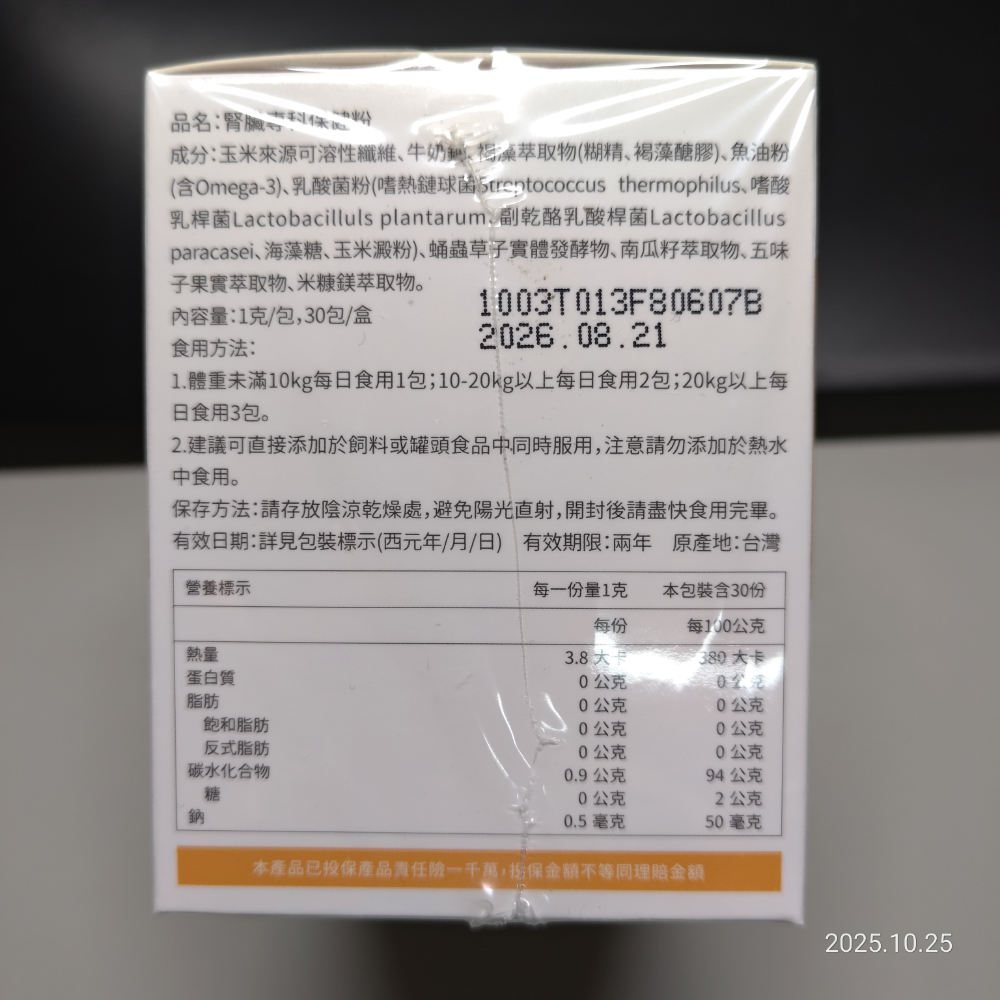 品名：腎臟專科保健粉
成分：玉米來源可溶性纖維、牛奶鹼、褐藻萃取物(糊精、褐藻醣膠)、魚油粉
(含Omega-3)、乳酸菌粉(嗜熱鏈球菌Streptococcus thermophilus、嗜酸
乳桿菌Lactobacilluls plantarum、副乾酪乳酸桿菌Lactobacillus
paracasei、海藻糖、玉米澱粉)、蛹蟲草子實體發酵物、南瓜籽萃取物、五味
子果實萃取物、米糠鎂萃取物。
內容量：1克/包，30包/盒
1003T013F80607B
2026.08.21
食用方法：
1.體重未滿10kg每日食用1包；10-20kg以上每日食用2包；20kg以上每
日食用3包。
2.建議可直接添加於飼料或罐頭食品中同時服用，注意請勿添加於熱水
中食用。
保存方法：請存放陰涼乾燥處，避免陽光直射，開封後請盡快食用完畢。
有效日期：詳見包裝標示(西元年/月/日) 有效期限：兩年 原產地：台灣
營養標示 每一份量1克 本包裝含30份
每份 每100公克
熱量 3.8 大卡 380 大卡
蛋白質 0 公克 0 公克
脂肪 0 公克 0 公克
飽和脂肪 0 公克 0 公克
反式脂肪 0 公克 0 公克
碳水化合物 0.9 公克 94 公克
糖 0 公克 2 公克
鈉 0.5 毫克 50 毫克
本產品已投保產品責任險一千萬，投保金額不等同理賠金額
2025.10.25